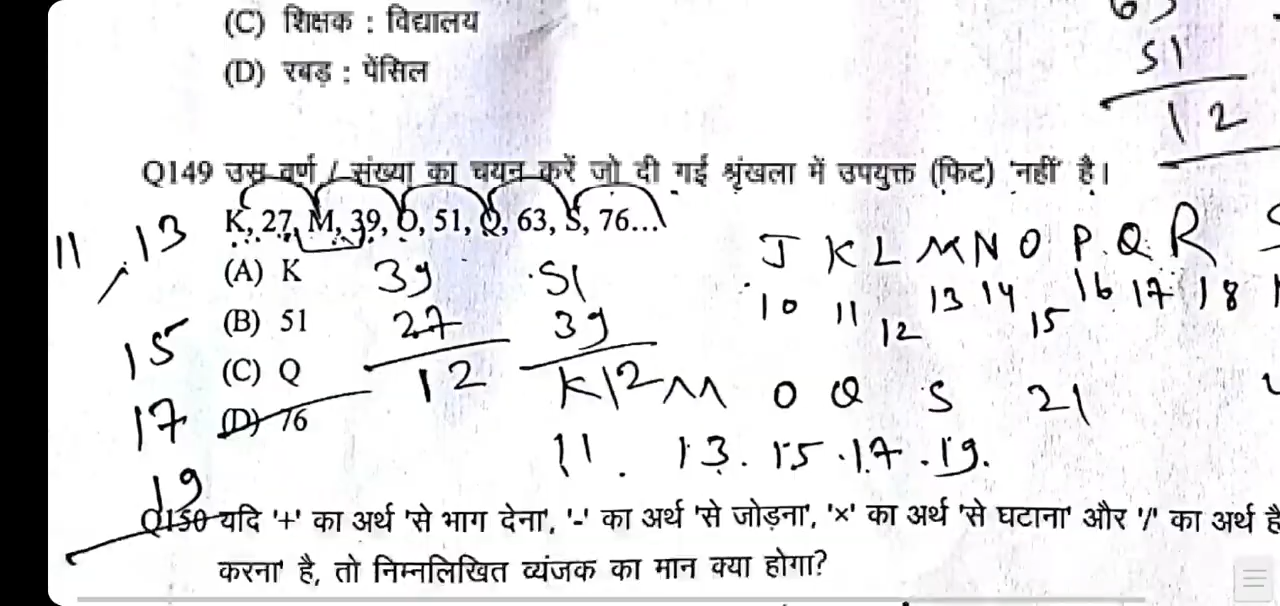 (C) शिक्षक : विद्यालय
(D) रबड़ : पेंसिल
51
12
Q149 उस वर्ण / संख्या का चयन करें जो दी गई श्रृंखला में उपयुक्त (फिट) 'नहीं' है।
K, 27, M, 39, O, 51, Q, 63, S, 76...
11, 13
J K L M N O P Q R S
10 11 12 13 14 15 16 17 18
(A) K
39 51
(B) 51
27 39
15
12 12
(C) Q
K M O Q S 21
17
(D) 76
11. 13. 15. 17. 19.
19
Q150 यदि '+' का अर्थ 'से भाग देना', '-' का अर्थ 'से जोड़ना', '×' का अर्थ 'से घटाना' और '/' का अर्थ
करना' है, तो निम्नलिखित व्यंजक का मान क्या होगा?